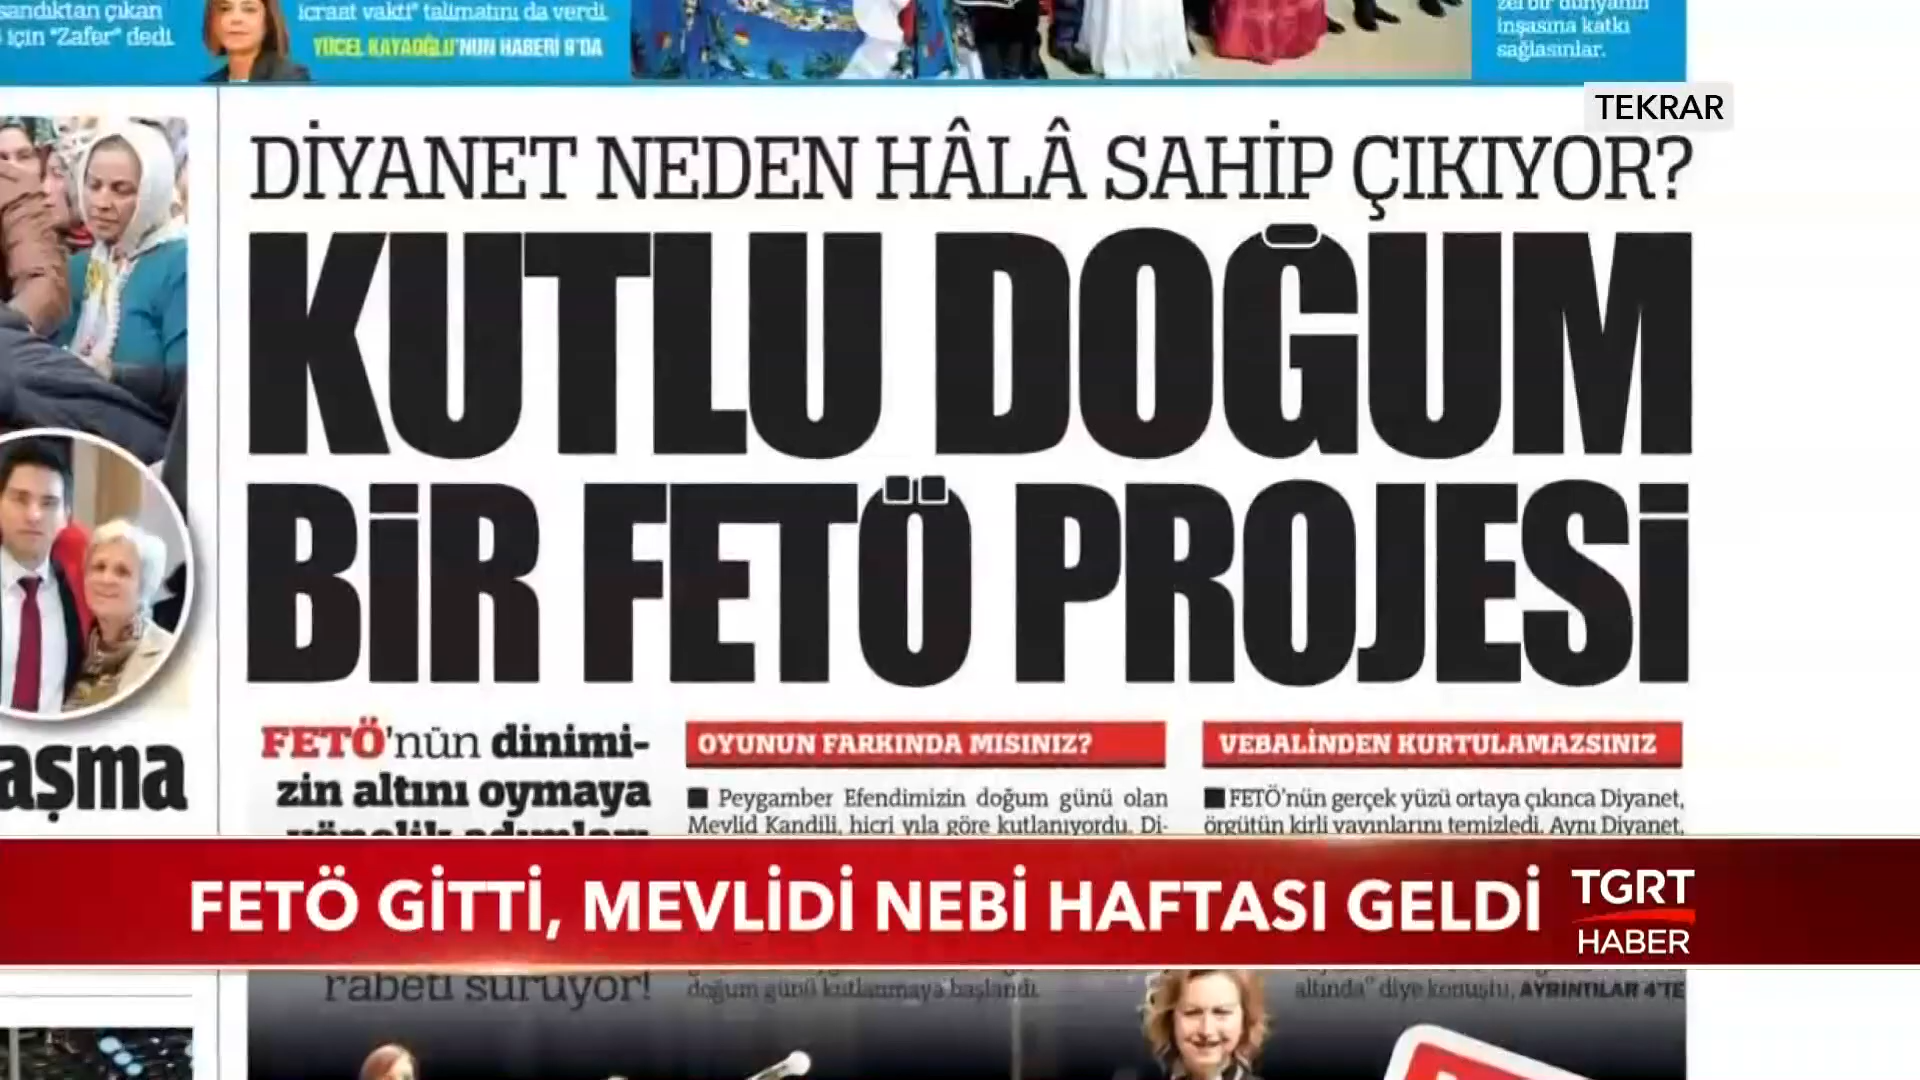 sandıktan çıkan
için "Zafer" dedi.
icraat vakti" talimatını da verdi.
YÜCEL KAYAOĞLU'NUN HABERİ 9'DA
inşasına katkı
sağlasınlar.
TEKRAR
DİYANET NEDEN HÂLÂ SAHİP ÇIKIYOR?
KUTLU DOĞUM
BİR FETÖ PROJESİ
aşma
FETÖ'nün dinimi-
zin altını oymaya
OYUNUN FARKINDA MISINIZ?
Peygamber Efendimizin doğum günü olan
Mevlid Kandili, hicri yıla göre kutlanıyordu. Di-
VEBALİNDEN KURTULAMAZSINIZ
FETÖ'nün gerçek yüzü ortaya çıkınca Diyanet,
örgütün kirli yayınlarını temizledi. Aynı Diyanet,
FETÖ GİTTİ, MEVLİDİ NEBİ HAFTASI GELDİ
TGRT
HABER
rabeti sürüyor!
doğum günü kutlanmaya başlandı.
altında" diye konuştu. AYRINTILAR 4'TE